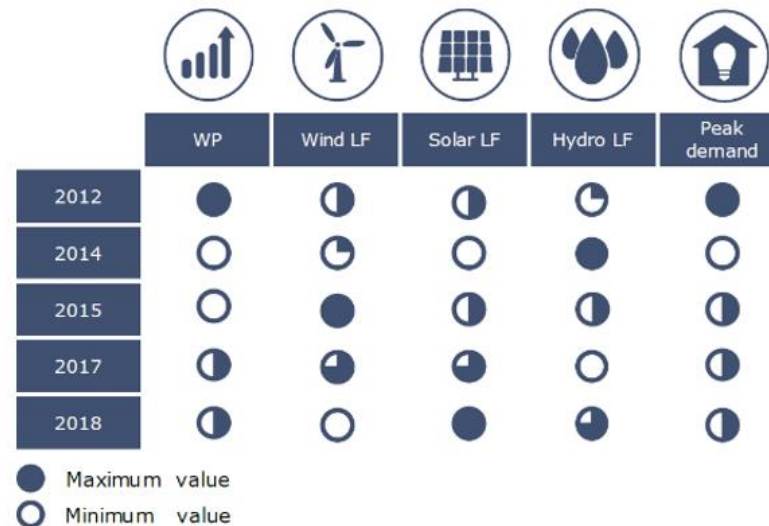 WP
Wind LF
Solar LF
Hydro LF
Peak
demand
2012
2014
2015
2017
2018
Maximum value
Minimum value